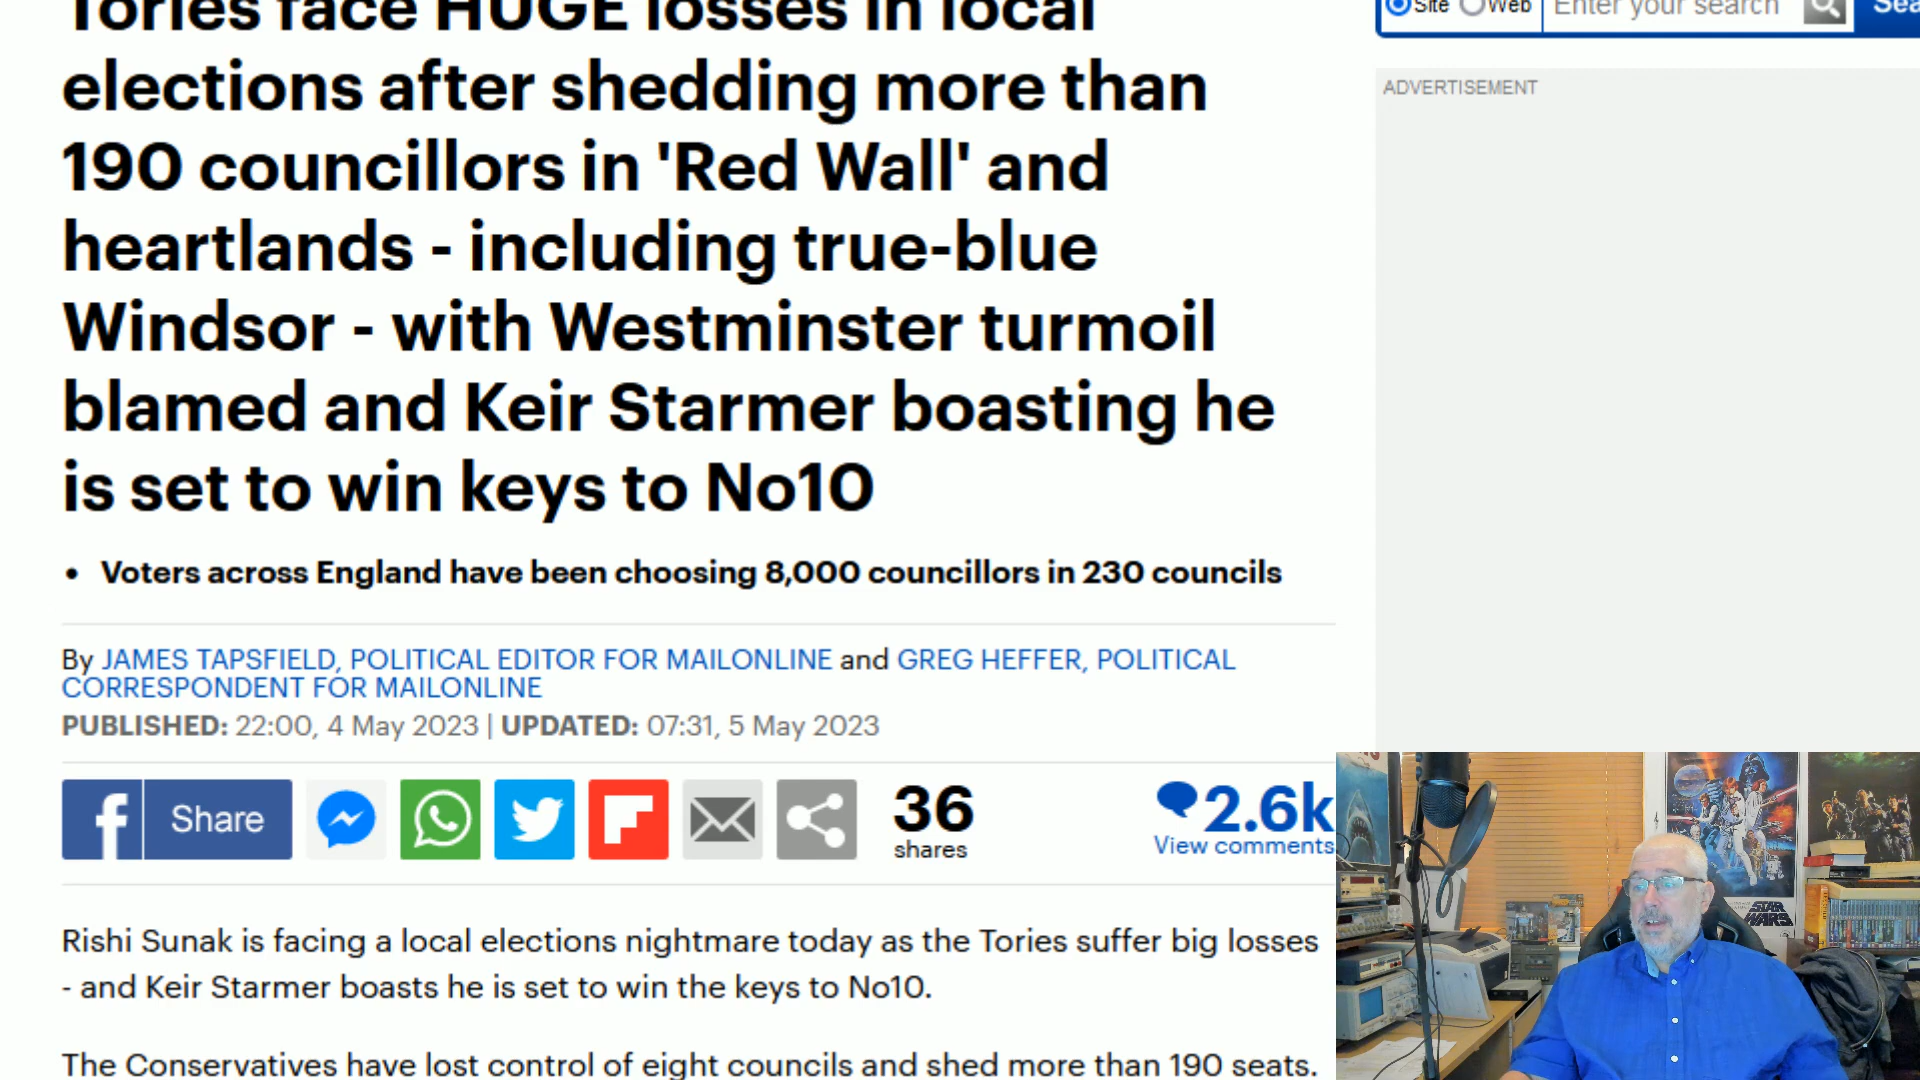 Tories face HUGE losses in local
elections after shedding more than
190 councillors in 'Red Wall' and
heartlands - including true-blue
Windsor - with Westminster turmoil
blamed and Keir Starmer boasting he
is set to win keys to No10
• Voters across England have been choosing 8,000 councillors in 230 councils
By JAMES TAPSFIELD, POLITICAL EDITOR FOR MAILONLINE and GREG HEFFER, POLITICAL
CORRESPONDENT FOR MAILONLINE
PUBLISHED: 22:00, 4 May 2023 | UPDATED: 07:31, 5 May 2023
Share
36
shares
2.6k
View comments
Rishi Sunak is facing a local elections nightmare today as the Tories suffer big losses
- and Keir Starmer boasts he is set to win the keys to No10.
The Conservatives have lost control of eight councils and shed more than 190 seats.
Site Web Enter your search Sea
ADVERTISEMENT
STAR
WARS